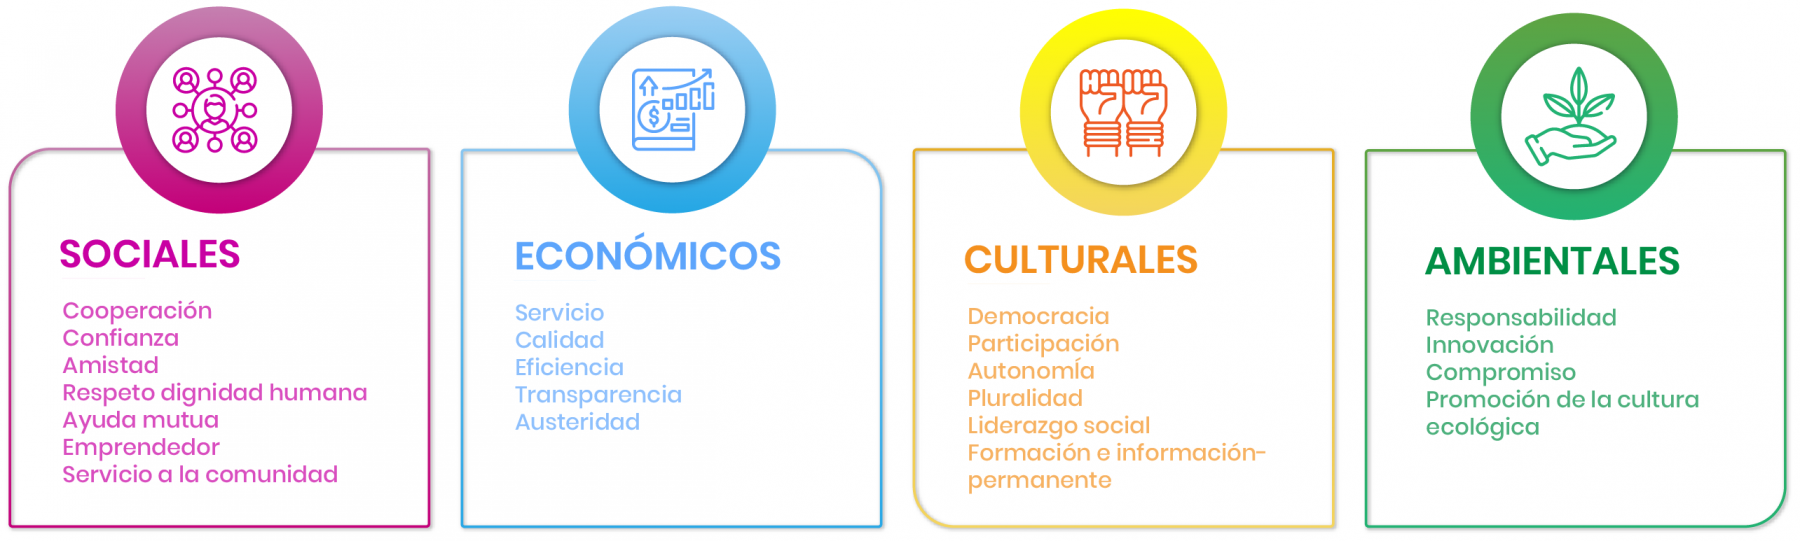 SOCIALES
Cooperación
Confianza
Amistad
Respeto dignidad humana
Ayuda mutua
Emprendedor
Servicio a la comunidad
ECONÓMICOS
Servicio
Calidad
Eficiencia
Transparencia
Austeridad
CULTURALES
Democracia
Participación
Autonomía
Pluralidad
Liderazgo social
Formación e información-
permanente
AMBIENTALES
Responsabilidad
Innovación
Compromiso
Promoción de la cultura
ecológica